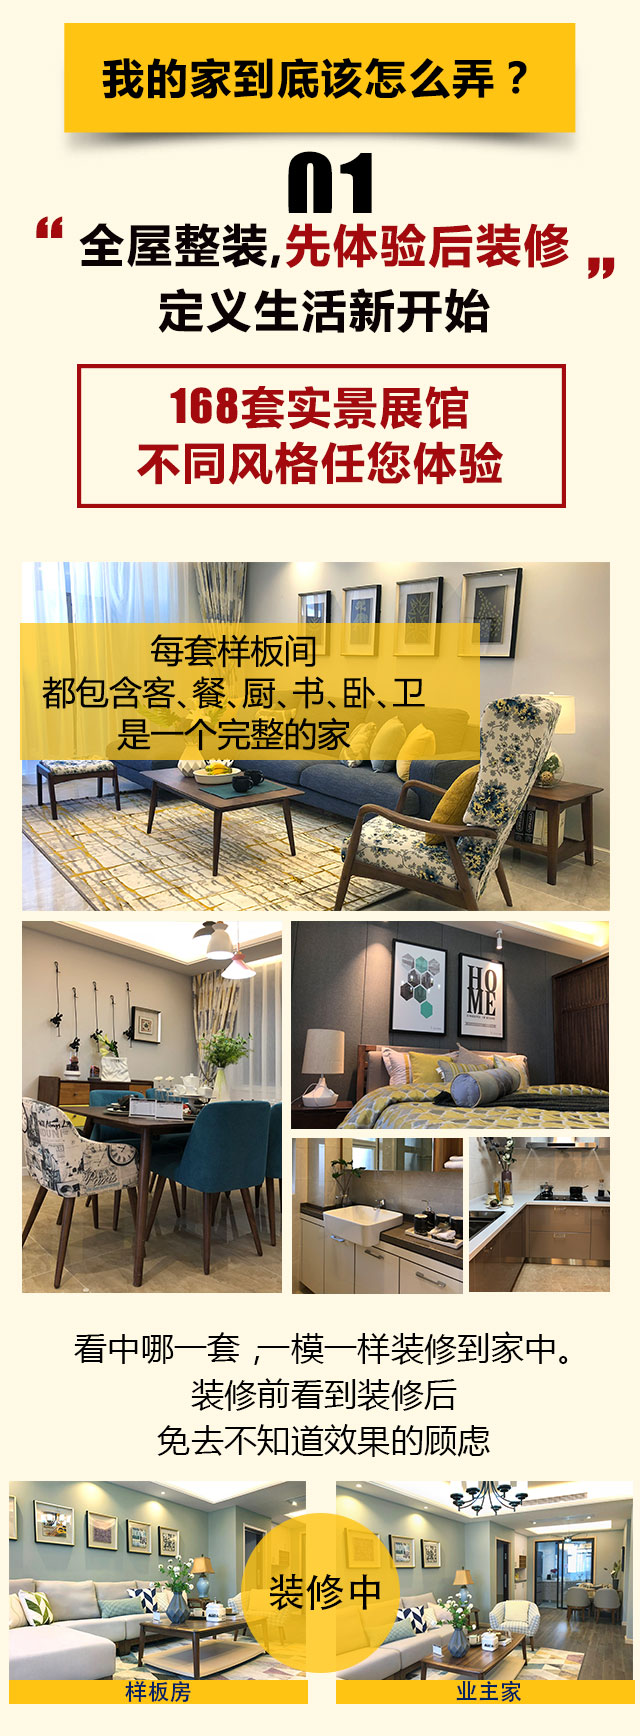 我的家到底该怎么弄？
01
“全屋整装,先体验后装修”
定义生活新开始
168套实景展馆
不同风格任您体验
每套样板间
都包含客、餐、厨、书、卧、卫
是一个完整的家
HO
ME
看中哪一套,一模一样装修到家中。
装修前看到装修后
免去不知道效果的顾虑
装修中
样板房
业主家